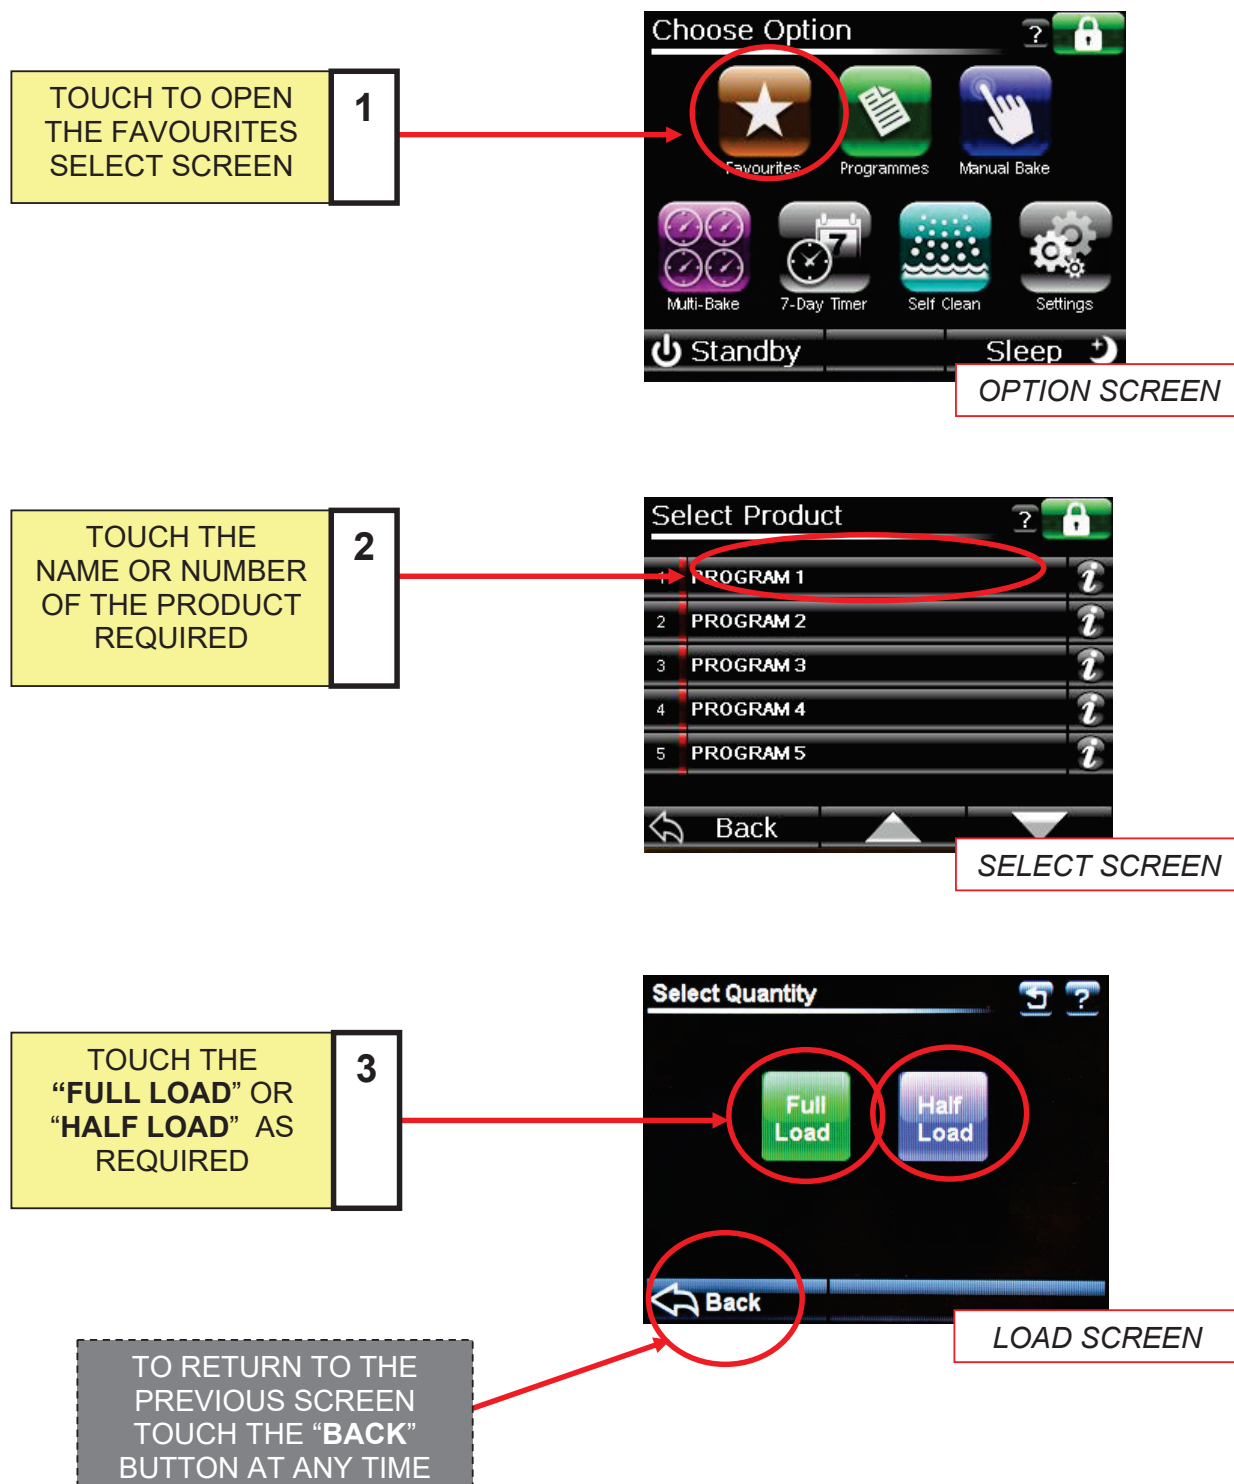 TOUCH TO OPEN
THE FAVOURITES
SELECT SCREEN
1
Choose Option
?
Favourites
Programmes
Manual Bake
7
Multi-Bake
7-Day Timer
Self Clean
Settings
Standby
Sleep
OPTION SCREEN
TOUCH THE
NAME OR NUMBER
OF THE PRODUCT
REQUIRED
2
Select Product
?
1 PROGRAM 1 i
2 PROGRAM 2 i
3 PROGRAM 3 i
4 PROGRAM 4 i
5 PROGRAM 5 i
Back
SELECT SCREEN
TOUCH THE
“FULL LOAD” OR
“HALF LOAD” AS
REQUIRED
3
Select Quantity
?
Full
Load
Half
Load
Back
LOAD SCREEN
TO RETURN TO THE
PREVIOUS SCREEN
TOUCH THE “BACK”
BUTTON AT ANY TIME